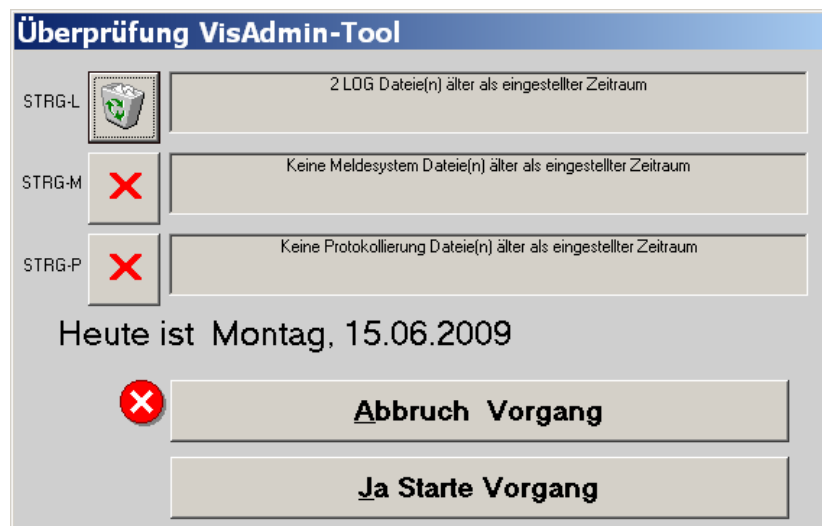 Überprüfung VisAdmin-Tool
STRG-L
2 LOG Dateie(n) älter als eingestellter Zeitraum
STRG-M
Keine Meldesystem Dateie(n) älter als eingestellter Zeitraum
STRG-P
Keine Protokollierung Dateie(n) älter als eingestellter Zeitraum
Heute ist Montag, 15.06.2009
Abbruch Vorgang
Ja Starte Vorgang